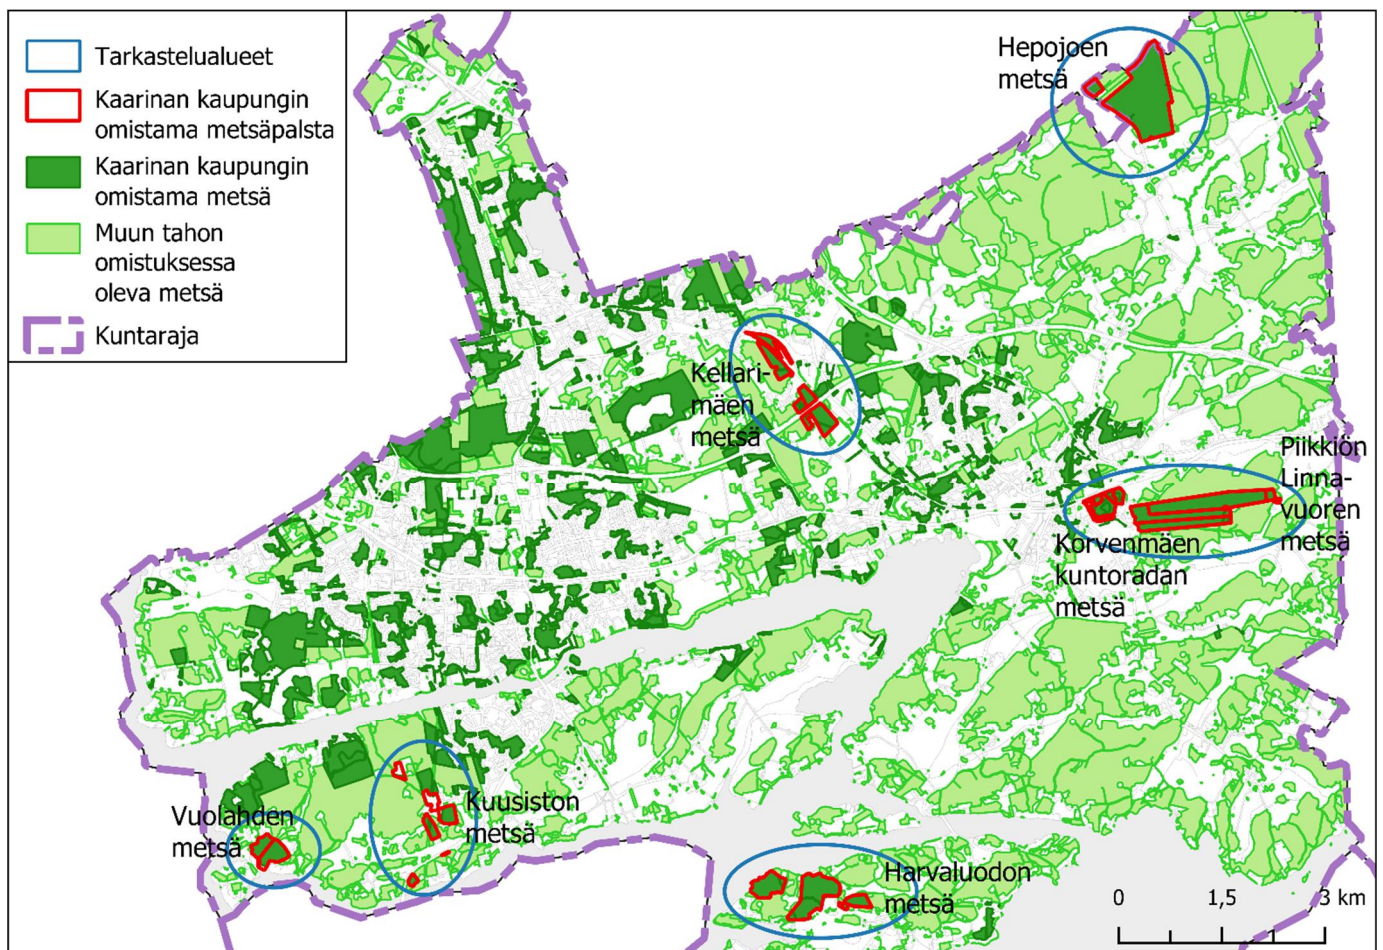 Tarkastelualueet
Kaarinan kaupungin
omistama metsäpalsta
Kaarinan kaupungin
omistama metsä
Muun tahon
omistuksessa
oleva metsä
Kuntaraja
Hepojoen
metsä
Kellari-
mäen
metsä
Piikkiön
Linna-
vuoren
metsä
Korvenmäen
kuntoradan
metsä
Vuolahden
metsä
Kuusiston
metsä
Harvaluodon
metsä
0 1,5 3 km